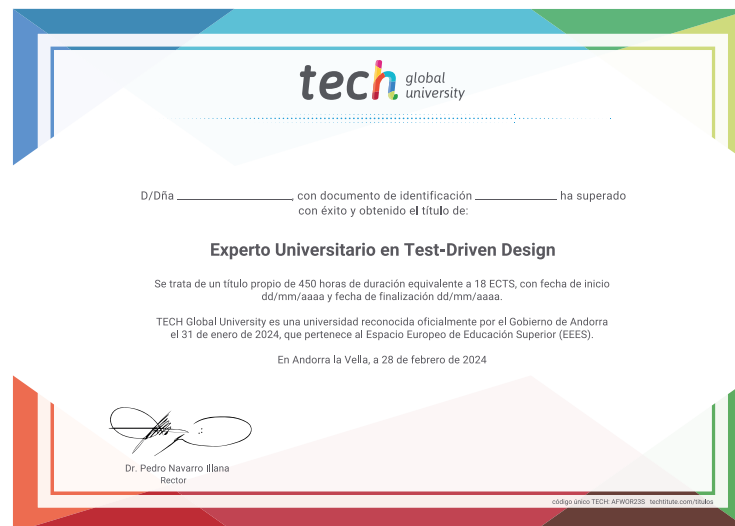 tech global
university
D/Dña ____________, con documento de identificación __________ ha superado
con éxito y obtenido el título de:
Experto Universitario en Test-Driven Design
Se trata de un título propio de 450 horas de duración equivalente a 18 ECTS, con fecha de inicio
dd/mm/aaaa y fecha de finalización dd/mm/aaaa.
TECH Global University es una universidad reconocida oficialmente por el Gobierno de Andorra
el 31 de enero de 2024, que pertenece al Espacio Europeo de Educación Superior (EEES).
En Andorra la Vella, a 28 de febrero de 2024
Dr. Pedro Navarro Illana
Rector
código único TECH: AFWOR23S techtitute.com/titulos